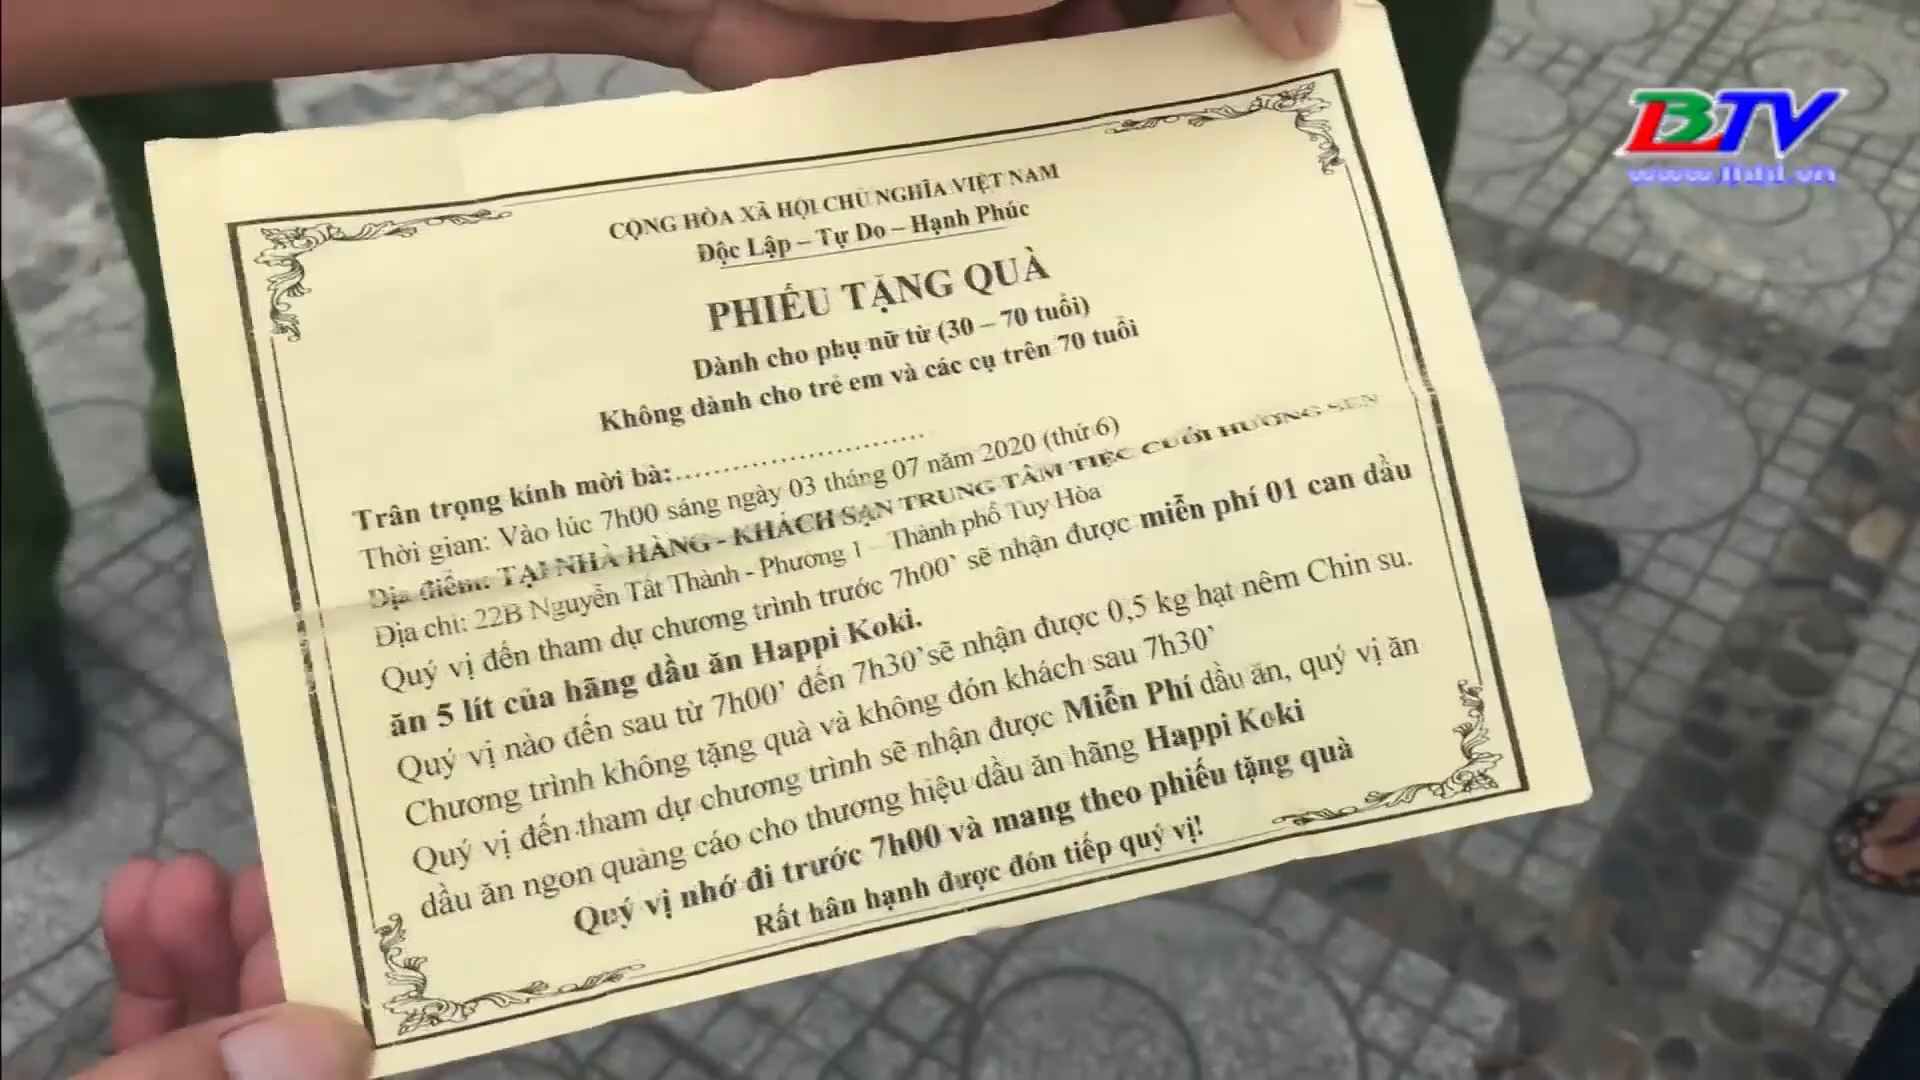 BTV
CỘNG HÒA XÃ HỘI CHỦ NGHĨA VIỆT NAM
Độc Lập – Tự Do – Hạnh Phúc
PHIẾU TẶNG QUÀ
Dành cho phụ nữ từ (30 – 70 tuổi)
Không dành cho trẻ em và các cụ trên 70 tuổi
Trân trọng kính mời bà:..............................
Thời gian: Vào lúc 7h00 sáng ngày 03 tháng 07 năm 2020 (thứ 6)
Địa điểm: TẠI NHÀ HÀNG - KHÁCH SẠN TRUNG TÂM TIỆC CƯỚI HƯƠNG SEN
Địa chỉ: 22B Nguyễn Tất Thành - Phương 1 – Thành phố Tuy Hòa
Quý vị đến tham dự chương trình trước 7h00’ sẽ nhận được miễn phí 01 can dầu
ăn 5 lít của hãng dầu ăn Happi Koki.
Quý vị nào đến sau từ 7h00’ đến 7h30’sẽ nhận được 0,5 kg hạt nêm Chin su.
Chương trình không tặng quà và không đón khách sau 7h30’
Quý vị đến tham dự chương trình sẽ nhận được Miễn Phí dầu ăn, quý vị ăn
dầu ăn ngon quảng cáo cho thương hiệu dầu ăn hãng Happi Koki
Quý vị nhớ đi trước 7h00 và mang theo phiếu tặng quà
Rất hân hạnh được đón tiếp quý vị!